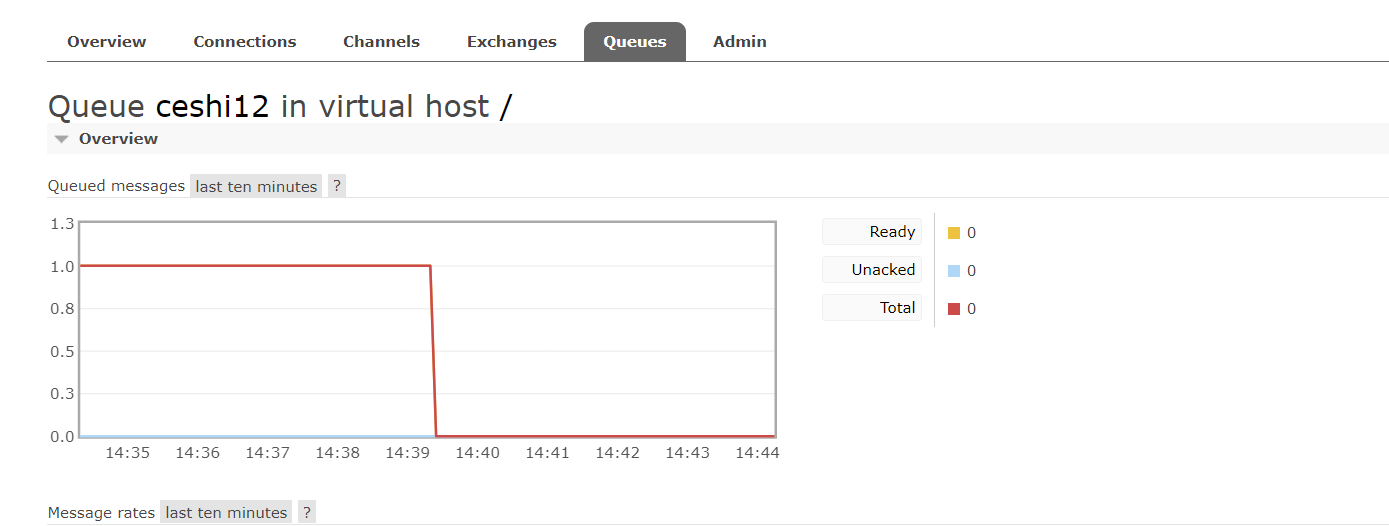 Overview Connections Channels Exchanges Queues Admin
Queue ceshi12 in virtual host /
Overview
Queued messages last ten minutes ?
1.3
1.0
0.8
0.5
0.3
0.0
14:35 14:36 14:37 14:38 14:39 14:40 14:41 14:42 14:43 14:44
Ready 0
Unacked 0
Total 0
Message rates last ten minutes ?